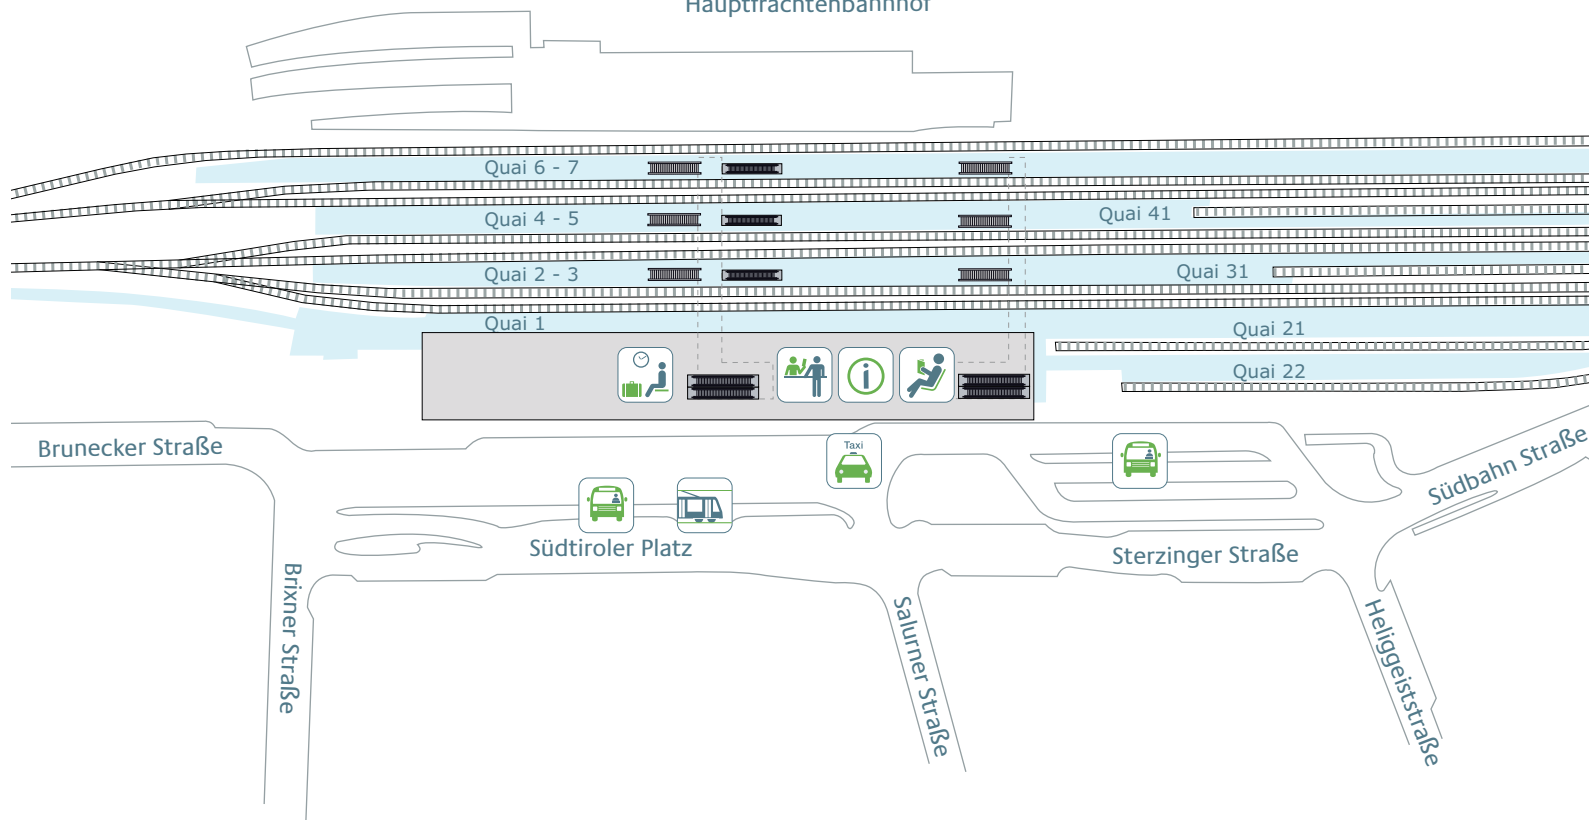 Hauptfrachtenbahnhof
Quai 6 - 7
Quai 4 - 5
Quai 41
Quai 2 - 3
Quai 31
Quai 1
Quai 21
Quai 22
Brunecker Straße
Taxi
Südbahn Straße
Südtiroler Platz
Sterzinger Straße
Brixner Straße
Salurner Straße
Heliggeiststraße